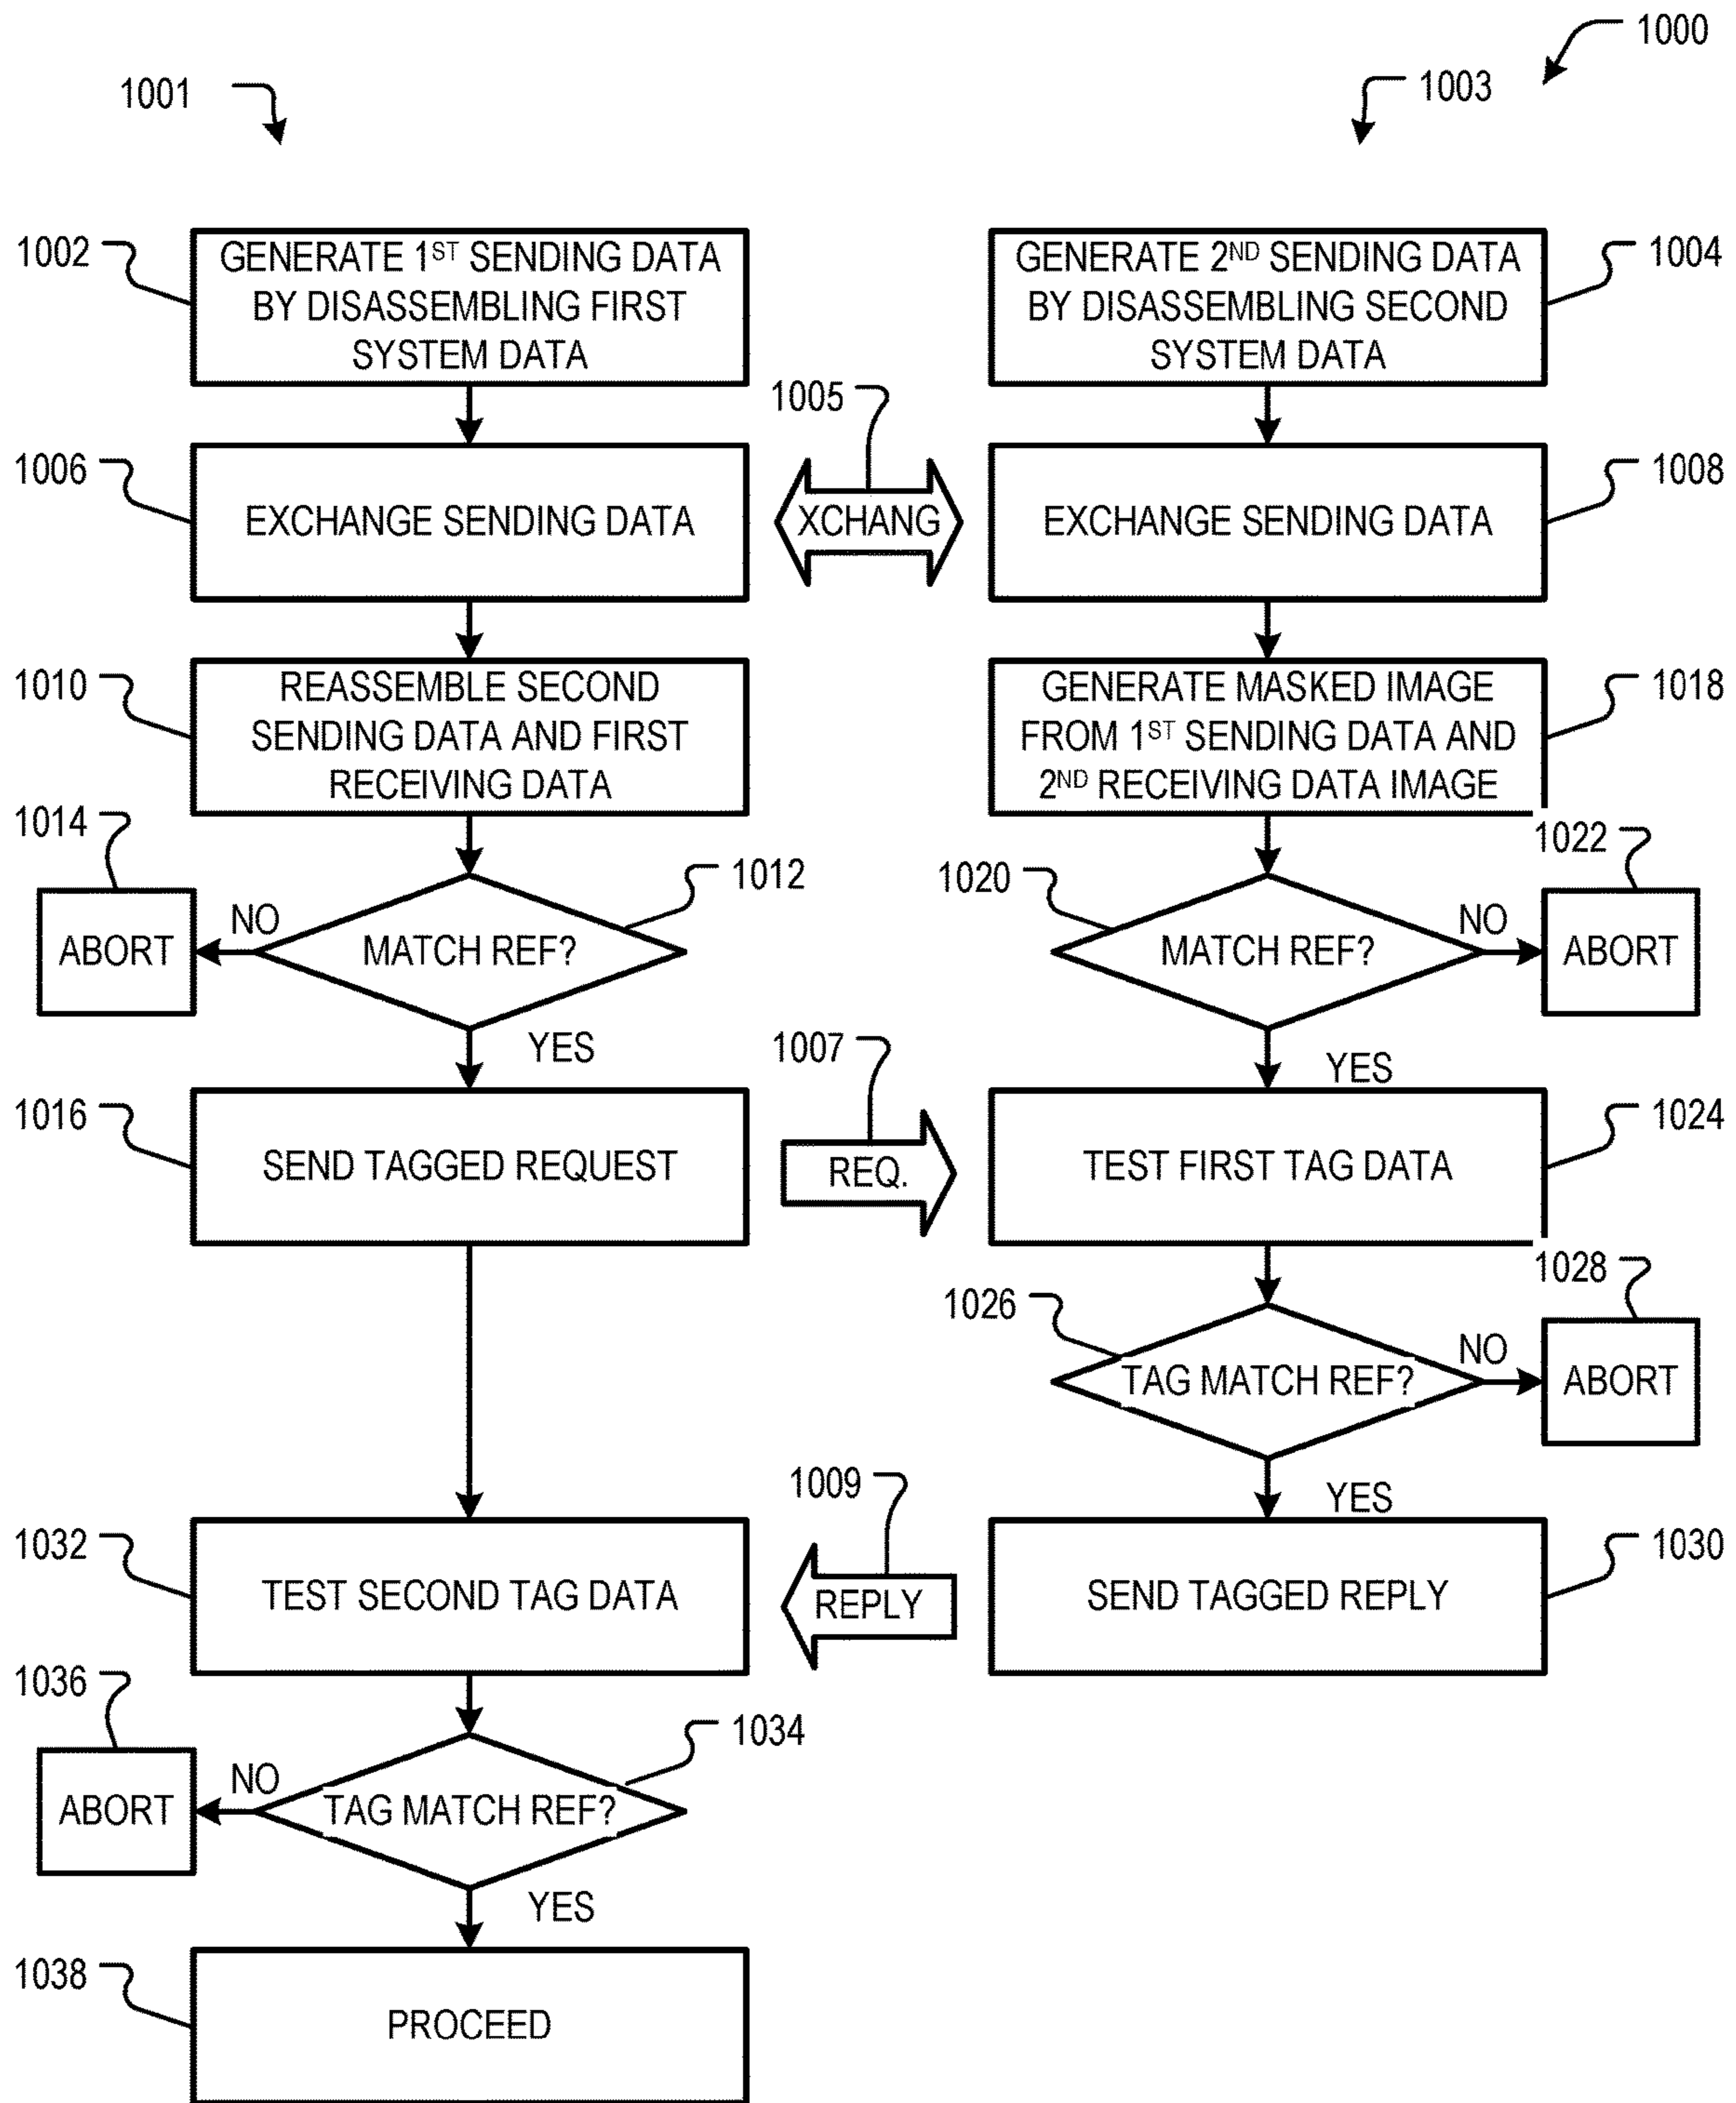 1000
1001
1003
1002
GENERATE 1ST SENDING DATA
BY DISASSEMBLING FIRST
SYSTEM DATA
GENERATE 2ND SENDING DATA
BY DISASSEMBLING SECOND
SYSTEM DATA
1004
1005
1006
EXCHANGE SENDING DATA
XCHANG
EXCHANGE SENDING DATA
1008
1010
REASSEMBLE SECOND
SENDING DATA AND FIRST
RECEIVING DATA
GENERATE MASKED IMAGE
FROM 1ST SENDING DATA AND
2ND RECEIVING DATA IMAGE
1018
1014
1012
1020
1022
ABORT
NO
MATCH REF?
MATCH REF?
NO
ABORT
YES
YES
1007
1016
SEND TAGGED REQUEST
REQ.
TEST FIRST TAG DATA
1024
1026
1028
TAG MATCH REF?
NO
ABORT
YES
1009
1032
TEST SECOND TAG DATA
REPLY
SEND TAGGED REPLY
1030
1036
1034
ABORT
NO
TAG MATCH REF?
YES
1038
PROCEED